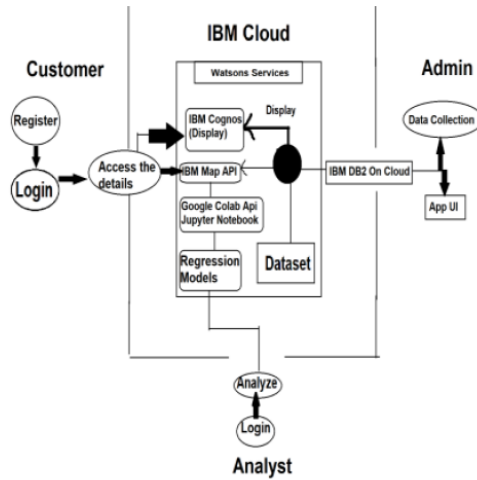 IBM Cloud
Customer
Admin
Watsons Services
Register
IBM Cognos
(Display)
Display
Data Collection
Login
Access the
details
IBM Map API
IBM DB2 On Cloud
App UI
Google Colab Api
Jupyter Notebook
Regression
Models
Dataset
Analyze
Login
Analyst